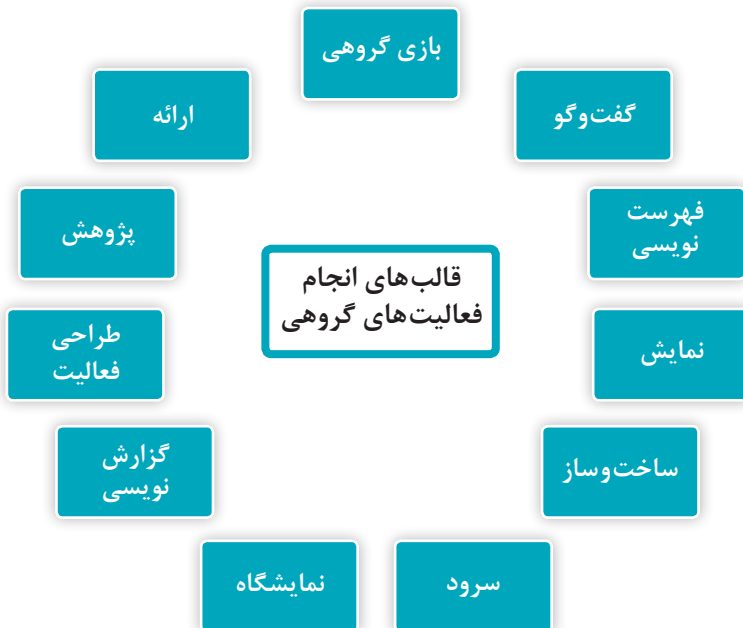 بازی گروهی
گفت‌وگو
ارائه
فهرست
نویسی
پژوهش
قالب‌های انجام
فعالیت‌های گروهی
نمایش
طراحی
فعالیت
ساخت‌وساز
گزارش
نویسی
سرود
نمایشگاه